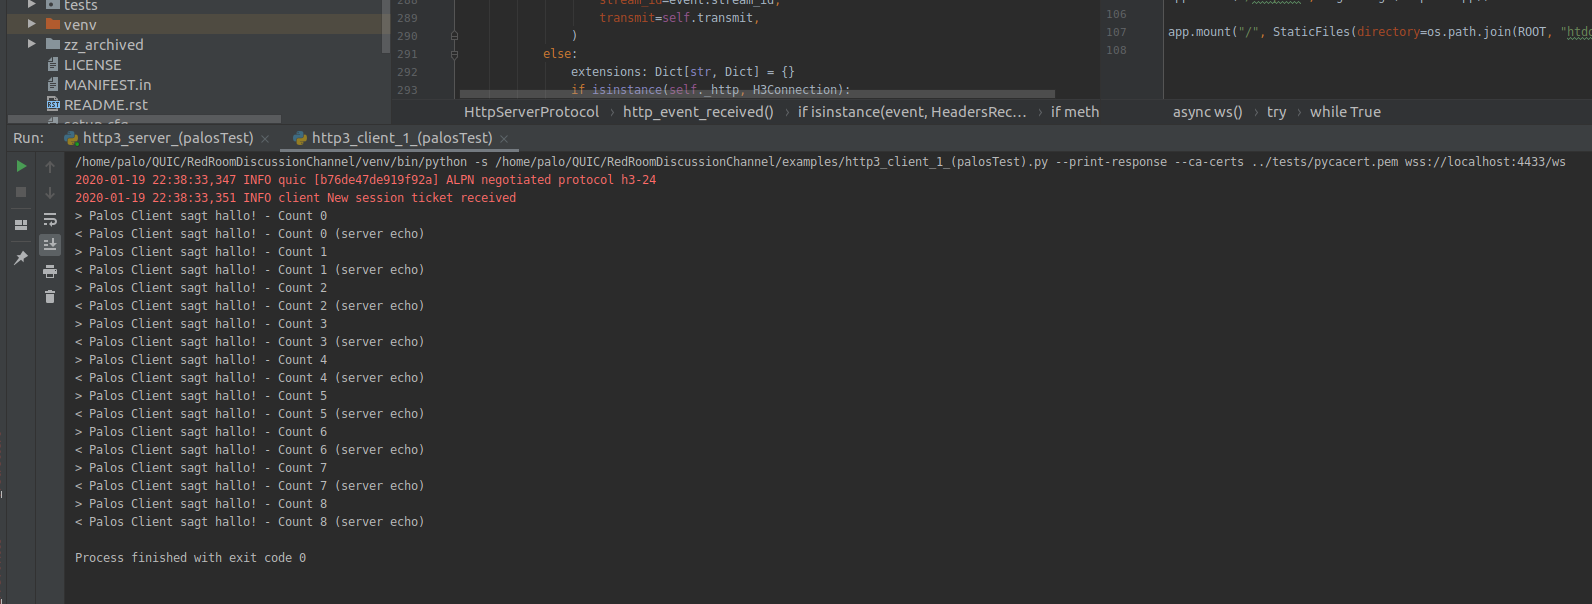 tests
venv
zz_archived
LICENSE
MANIFEST.in
README.rst
288
289
290
291
292
293
stream_id=event.stream_id,
transmit=self.transmit,
)
else:
extensions: Dict[str, Dict] = {}
if isinstance(self._http, H3Connection):
HttpServerProtocol › http_event_received() › if isinstance(event, HeadersRec... › if meth
106
107
108
app.mount("/", StaticFiles(directory=os.path.join(ROOT, "htdo
async ws() › try › while True
Run: http3_server_(palosTest) × http3_client_1_(palosTest) ×
/home/palo/QUIC/RedRoomDiscussionChannel/venv/bin/python -s /home/palo/QUIC/RedRoomDiscussionChannel/examples/http3_client_1_(palosTest).py --print-response --ca-certs ../tests/pycacert.pem wss://localhost:4433/ws
2020-01-19 22:38:33,347 INFO quic [b76de47de919f92a] ALPN negotiated protocol h3-24
2020-01-19 22:38:33,351 INFO client New session ticket received
> Palos Client sagt hallo! - Count 0
< Palos Client sagt hallo! - Count 0 (server echo)
> Palos Client sagt hallo! - Count 1
< Palos Client sagt hallo! - Count 1 (server echo)
> Palos Client sagt hallo! - Count 2
< Palos Client sagt hallo! - Count 2 (server echo)
> Palos Client sagt hallo! - Count 3
< Palos Client sagt hallo! - Count 3 (server echo)
> Palos Client sagt hallo! - Count 4
< Palos Client sagt hallo! - Count 4 (server echo)
> Palos Client sagt hallo! - Count 5
< Palos Client sagt hallo! - Count 5 (server echo)
> Palos Client sagt hallo! - Count 6
< Palos Client sagt hallo! - Count 6 (server echo)
> Palos Client sagt hallo! - Count 7
< Palos Client sagt hallo! - Count 7 (server echo)
> Palos Client sagt hallo! - Count 8
< Palos Client sagt hallo! - Count 8 (server echo)
Process finished with exit code 0